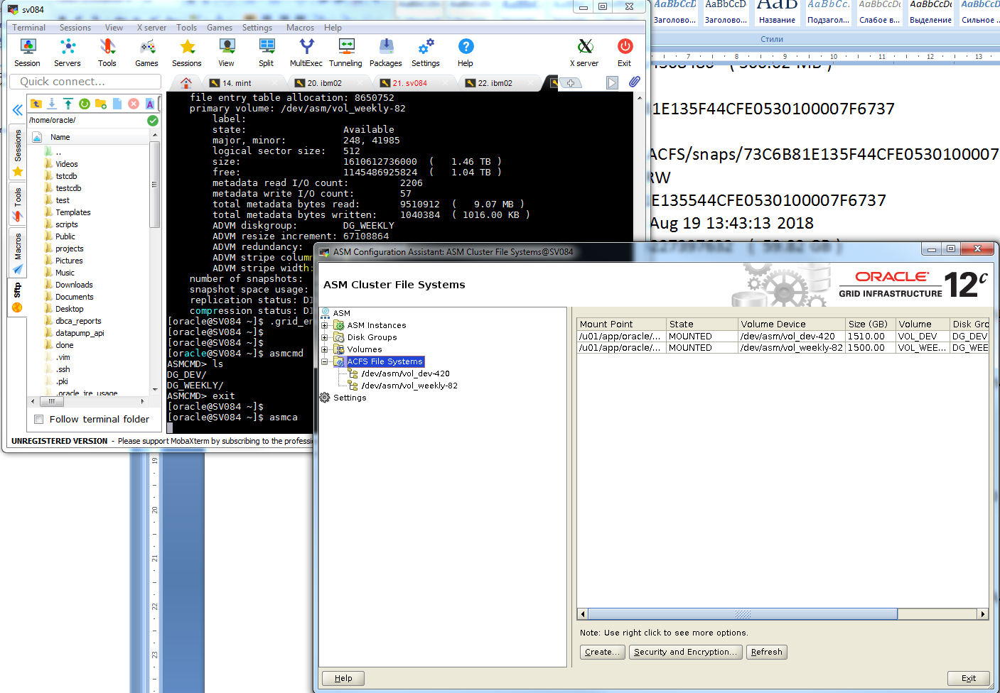 sv084
Terminal Sessions View X server Tools Games Settings Macros Help
Session Servers Tools Games Sessions View Split MultiExec Tunneling Packages Settings Help X server Exit
Quick connect...
14. mint 20. ibm02 21. sv084 22. ibm02
/home/oracle/
Name
..
Videos
tstcdb
testcdb
test
Templates
scripts
Public
projects
Pictures
Music
Downloads
Documents
Desktop
dbca_reports
datapump_api
clone
.vim
.ssh
.pki
.oracle_jre_usage
Follow terminal folder
Sessions
Tools
Macros
Sftp
file entry table allocation: 8650752
primary volume: /dev/asm/vol_weekly-82
label:
state: Available
major, minor: 248, 41985
logical sector size: 512
size: 1610612736000 ( 1.46 TB )
free: 1145486925824 ( 1.04 TB )
metadata read I/O count: 2206
metadata write I/O count: 57
total metadata bytes read: 9510912 ( 9.07 MB )
total metadata bytes written: 1040384 ( 1016.00 KB )
ADVM diskgroup: DG_WEEKLY
ADVM resize increment: 67108864
ADVM redundancy:
ADVM stripe colum
ADVM stripe width:
number of snapshots:
snapshot space usage:
replication status: DI
compression status: DI
[oracle@SV084 ~]$ .grid_en
[oracle@SV084 ~]$
[oracle@SV084 ~]$
[oracle@SV084 ~]$ asmcmd
ASMCMD> ls
DG_DEV/
DG_WEEKLY/
ASMCMD> exit
[oracle@SV084 ~]$
[oracle@SV084 ~]$ asmca
UNREGISTERED VERSION - Please support MobaXterm by subscribing to the professi
AaBbCcD AaBbCcD AaB AaBbCc. AaBbCcDc AaBbCcDc AaBbCcD
Заголово... Заголово... Название Подзагол... Слабое в... Выделение Сильное ..
Стили
7 8 9 10 11 12 13
1E135F44CFE0530100007F6737
ACFS/snaps/73C6B81E135F44CFE0530100007
RW
E135544CFE0530100007F6737
Aug 19 13:43:13 2018
( 59.82 GB )
19
20
21
22
23
ASM Configuration Assistant: ASM Cluster File Systems@SV084
ASM Cluster File Systems
ORACLE
GRID INFRASTRUCTURE 12c
ASM
ASM Instances
Disk Groups
Volumes
ACFS File Systems
/dev/asm/vol_dev-420
/dev/asm/vol_weekly-82
Settings
Mount Point State Volume Device Size (GB) Volume Disk Gro
/u01/app/oracle/... MOUNTED /dev/asm/vol_dev-420 1510.00 VOL_DEV DG_DEV
/u01/app/oracle/... MOUNTED /dev/asm/vol_weekly-82 1500.00 VOL_WEE... DG_WEE
Note: Use right click to see more options.
Create... Security and Encryption... Refresh
Help Exit